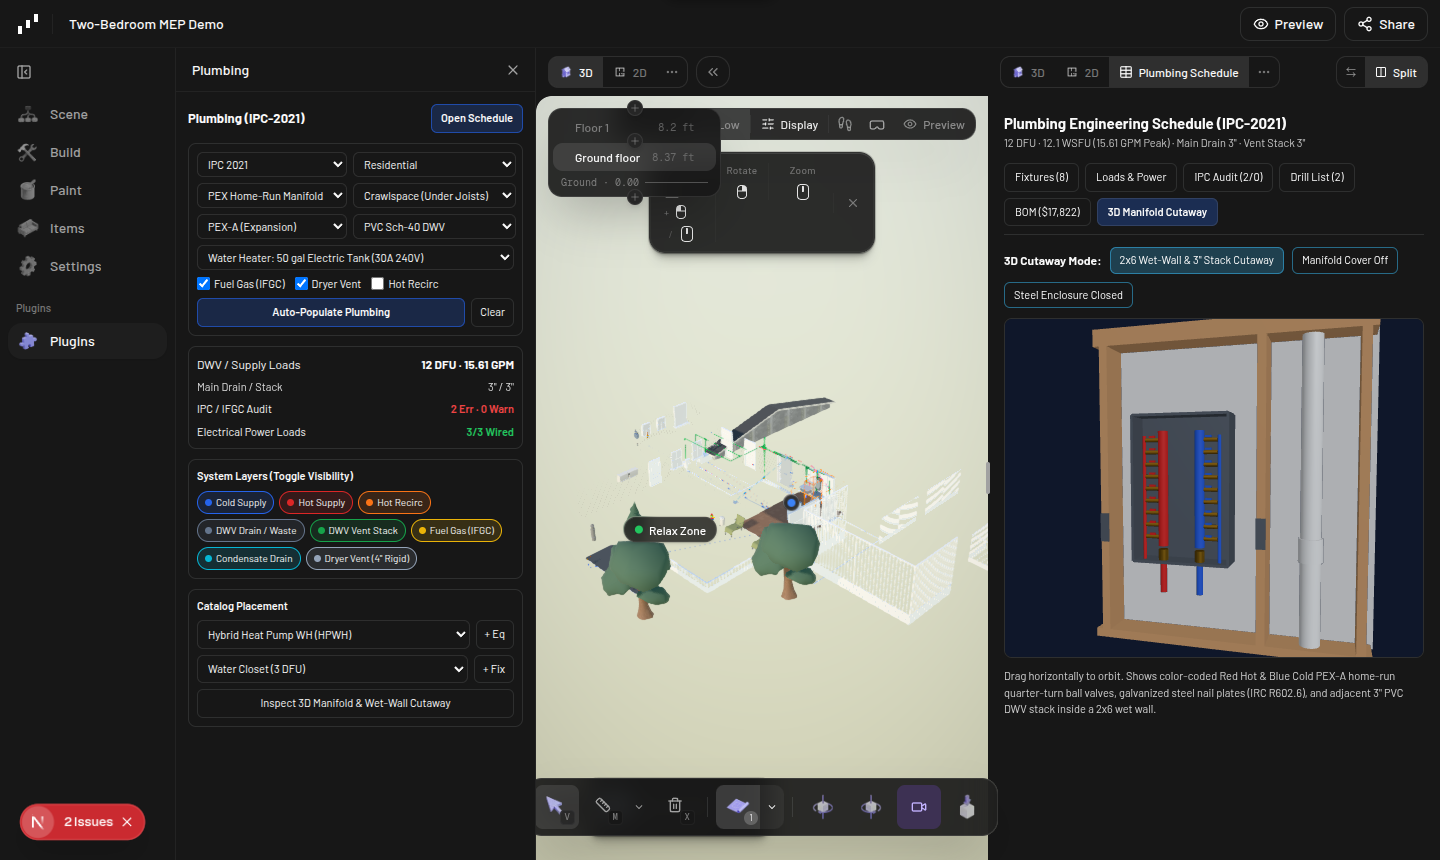 Two-Bedroom MEP Demo
Preview
Share
Scene
Build
Paint
Items
Settings
Plugins
Plugins
2 Issues
Plumbing
Plumbing (IPC-2021)
Open Schedule
IPC 2021
Residential
PEX Home-Run Manifold
Crawlspace (Under Joists)
PEX-A (Expansion)
PVC Sch-40 DWV
Water Heater: 50 gal Electric Tank (30A 240V)
Fuel Gas (IFGC)
Dryer Vent
Hot Recirc
Auto-Populate Plumbing
Clear
DWV / Supply Loads
12 DFU · 15.61 GPM
Main Drain / Stack
3" / 3"
IPC / IFGC Audit
2 Err · 0 Warn
Electrical Power Loads
3/3 Wired
System Layers (Toggle Visibility)
Cold Supply
Hot Supply
Hot Recirc
DWV Drain / Waste
DWV Vent Stack
Fuel Gas (IFGC)
Condensate Drain
Dryer Vent (4" Rigid)
Catalog Placement
Hybrid Heat Pump WH (HPWH)
+ Eq
Water Closet (3 DFU)
+ Fix
Inspect 3D Manifold & Wet-Wall Cutaway
3D
2D
Floor 1
8.2 ft
Ground floor
8.37 ft
Ground · 0.00
Low
Display
Preview
Rotate
Zoom
+
/
Relax Zone
V
M
X
1
3D
2D
Plumbing Schedule
Split
Plumbing Engineering Schedule (IPC-2021)
12 DFU · 12.1 WSFU (15.61 GPM Peak) · Main Drain 3" · Vent Stack 3"
Fixtures (8)
Loads & Power
IPC Audit (2/0)
Drill List (2)
BOM ($17,822)
3D Manifold Cutaway
3D Cutaway Mode:
2x6 Wet-Wall & 3" Stack Cutaway
Manifold Cover Off
Steel Enclosure Closed
Drag horizontally to orbit. Shows color-coded Red Hot & Blue Cold PEX-A home-run
quarter-turn ball valves, galvanized steel nail plates (IRC R602.6), and adjacent 3" PVC
DWV stack inside a 2x6 wet wall.